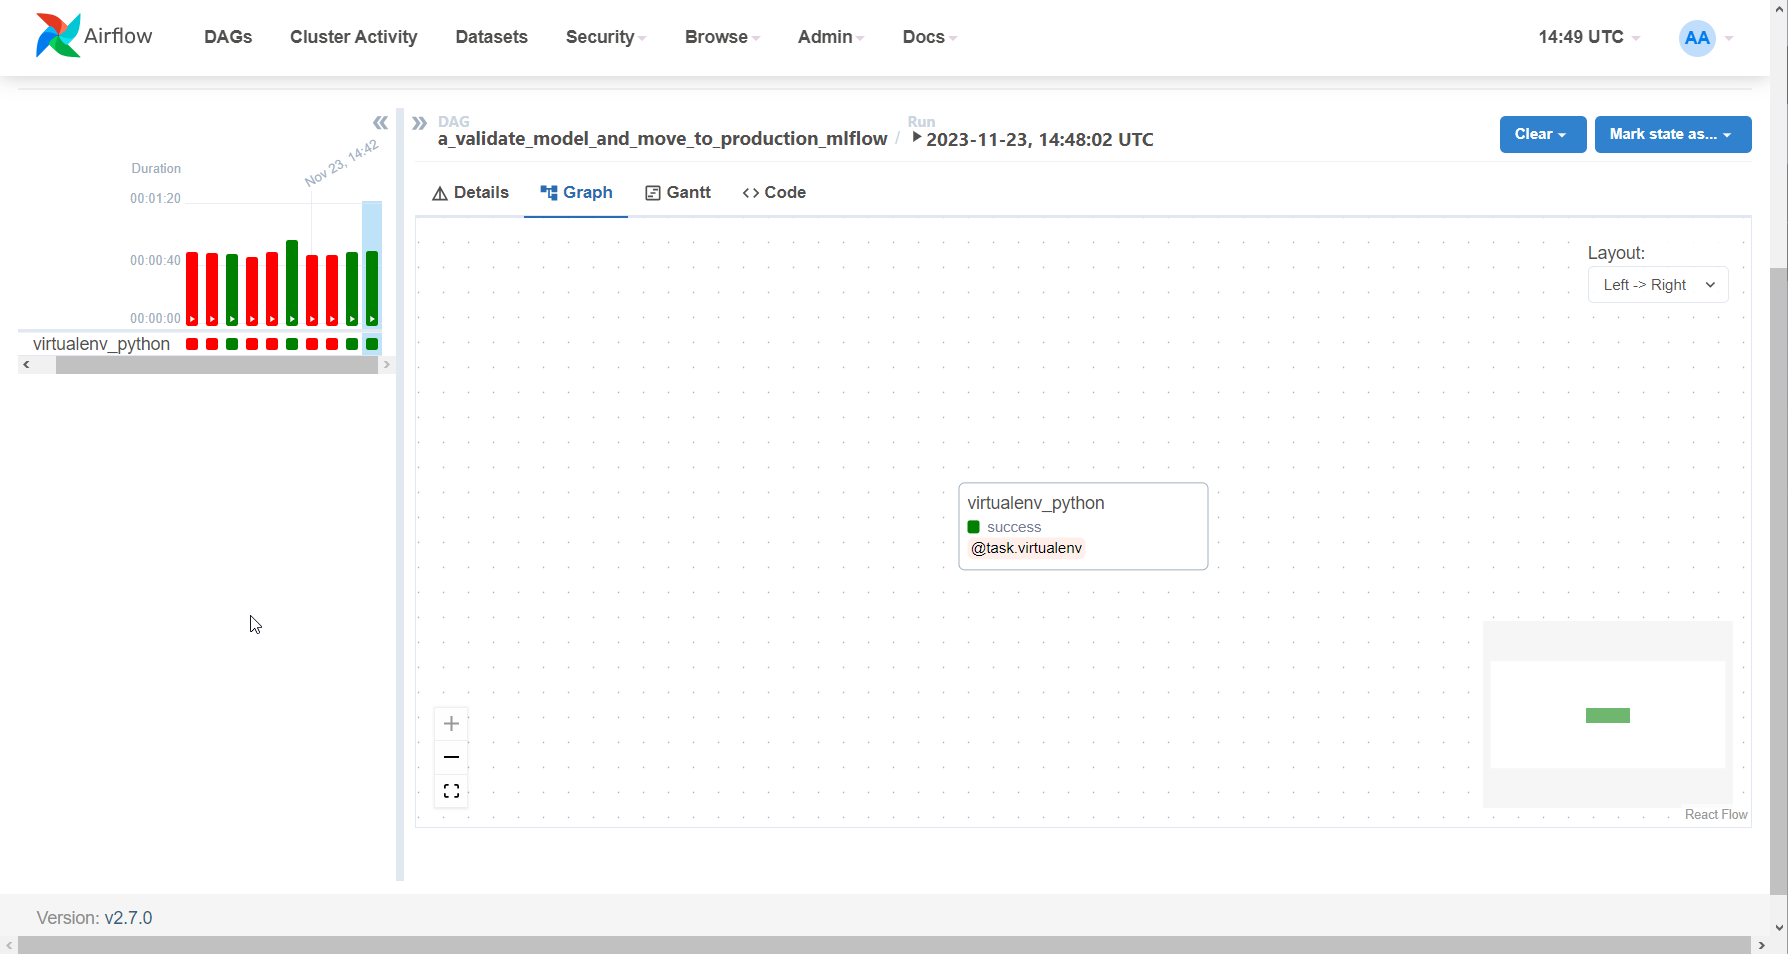 Airflow
DAGs
Cluster Activity
Datasets
Security
Browse
Admin
Docs
14:49 UTC
AA
DAG
a_validate_model_and_move_to_production_mlflow
/
Run
2023-11-23, 14:48:02 UTC
Clear
Mark state as...
Nov 23, 14:42
Duration
00:01:20
00:00:40
00:00:00
virtualenv_python
Details
Graph
Gantt
Code
Layout:
Left -> Right
virtualenv_python
success
@task.virtualenv
React Flow
Version: v2.7.0